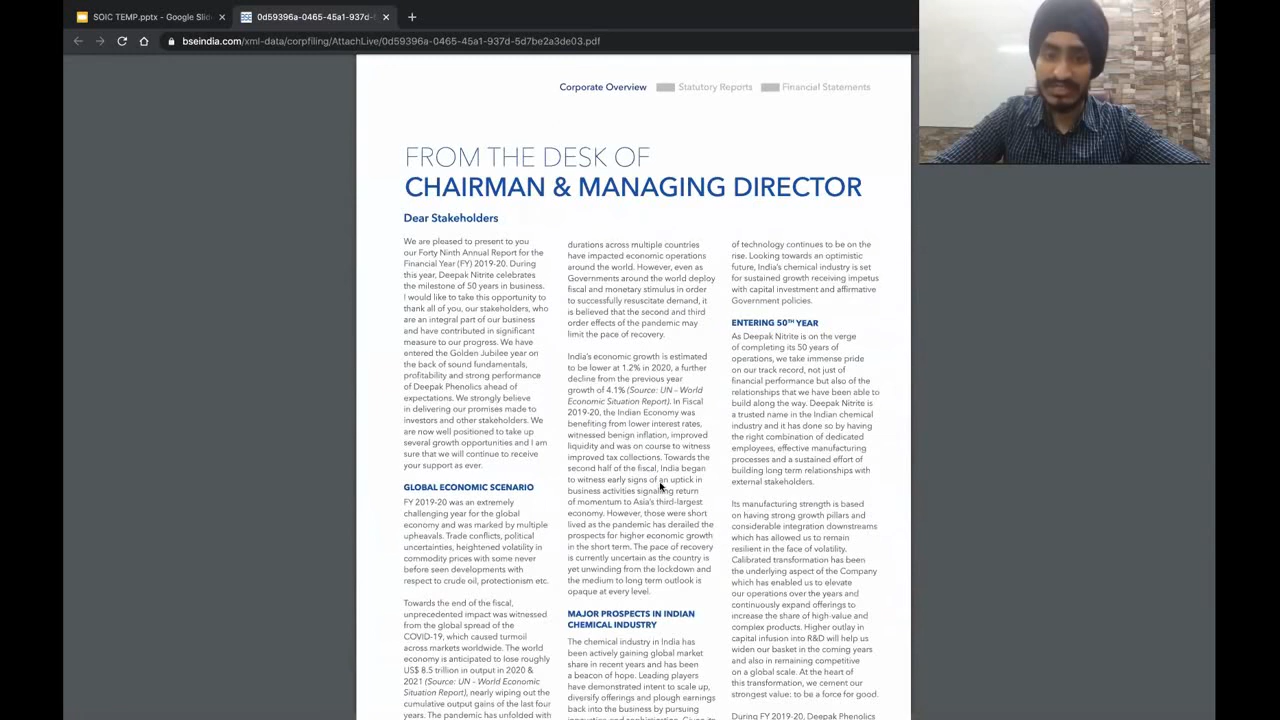 SOIC TEMP.pptx - Google Slid
0d59396a-0465-45a1-937d-5
bseindia.com/xml-data/corpfiling/AttachLive/0d59396a-0465-45a1-937d-5d7be2a3de03.pdf
Corporate Overview Statutory Reports Financial Statements
FROM THE DESK OF
CHAIRMAN & MANAGING DIRECTOR
Dear Stakeholders
We are pleased to present to you
our Forty Ninth Annual Report for the
Financial Year (FY) 2019-20. During
this year, Deepak Nitrite celebrates
the milestone of 50 years in business.
I would like to take this opportunity to
thank all of you, our stakeholders, who
are an integral part of our business
and have contributed in significant
measure to our progress. We have
entered the Golden Jubilee year on
the back of sound fundamentals,
profitability and strong performance
of Deepak Phenolics ahead of
expectations. We strongly believe
in delivering our promises made to
investors and other stakeholders. We
are now well positioned to take up
several growth opportunities and I am
sure that we will continue to receive
your support as ever.
GLOBAL ECONOMIC SCENARIO
FY 2019-20 was an extremely
challenging year for the global
economy and was marked by multiple
upheavals. Trade conflicts, political
uncertainties, heightened volatility in
commodity prices with some never
before seen developments with
respect to crude oil, protectionism etc.
Towards the end of the fiscal,
unprecedented impact was witnessed
from the global spread of the
COVID-19, which caused turmoil
across markets worldwide. The world
economy is anticipated to lose roughly
US$ 8.5 trillion in output in 2020 &
2021 (Source: UN - World Economic
Situation Report), nearly wiping out the
cumulative output gains of the last four
years. The pandemic has unfolded with
durations across multiple countries
have impacted economic operations
around the world. However, even as
Governments around the world deploy
fiscal and monetary stimulus in order
to successfully resuscitate demand, it
is believed that the second and third
order effects of the pandemic may
limit the pace of recovery.
India's economic growth is estimated
to be lower at 1.2% in 2020, a further
decline from the previous year
growth of 4.1% (Source: UN - World
Economic Situation Report). In Fiscal
2019-20, the Indian Economy was
benefiting from lower interest rates,
witnessed benign inflation, improved
liquidity and was on course to witness
improved tax collections. Towards the
second half of the fiscal, India began
to witness early signs of an uptick in
business activities signaling return
of momentum to Asia's third-largest
economy. However, those were short
lived as the pandemic has derailed the
prospects for higher economic growth
in the short term. The pace of recovery
is currently uncertain as the country is
yet unwinding from the lockdown and
the medium to long term outlook is
opaque at every level.
MAJOR PROSPECTS IN INDIAN
CHEMICAL INDUSTRY
The chemical industry in India has
been actively gaining global market
share in recent years and has been
a beacon of hope. Leading players
have demonstrated intent to scale up,
diversify offerings and plough earnings
back into the business by pursuing
of technology continues to be on the
rise. Looking towards an optimistic
future, India's chemical industry is set
for sustained growth receiving impetus
with capital investment and affirmative
Government policies.
ENTERING 50TH YEAR
As Deepak Nitrite is on the verge
of completing its 50 years of
operations, we take immense pride
on our track record, not just of
financial performance but also of the
relationships that we have been able to
build along the way. Deepak Nitrite is
a trusted name in the Indian chemical
industry and it has done so by having
the right combination of dedicated
employees, effective manufacturing
processes and a sustained effort of
building long term relationships with
external stakeholders.
Its manufacturing strength is based
on having strong growth pillars and
considerable integration downstreams
which has allowed us to remain
resilient in the face of volatility.
Calibrated transformation has been
the underlying aspect of the Company
which has enabled us to elevate
our operations over the years and
continuously expand offerings to
increase the share of high-value and
complex products. Higher outlay in
capital infusion into R&D will help us
widen our basket in the coming years
and also in remaining competitive
on a global scale. At the heart of
this transformation, we cement our
strongest value: to be a force for good.
During FY 2019-20, Deepak Phenolics